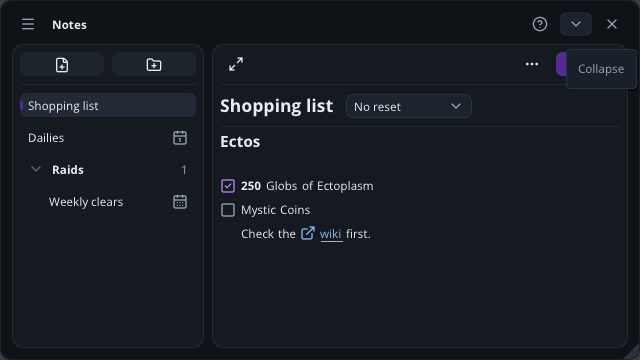 Notes
Collapse
Shopping list
Dailies
Raids 1
Weekly clears
Shopping list No reset
Ectos
250 Globs of Ectoplasm
Mystic Coins
Check the wiki first.